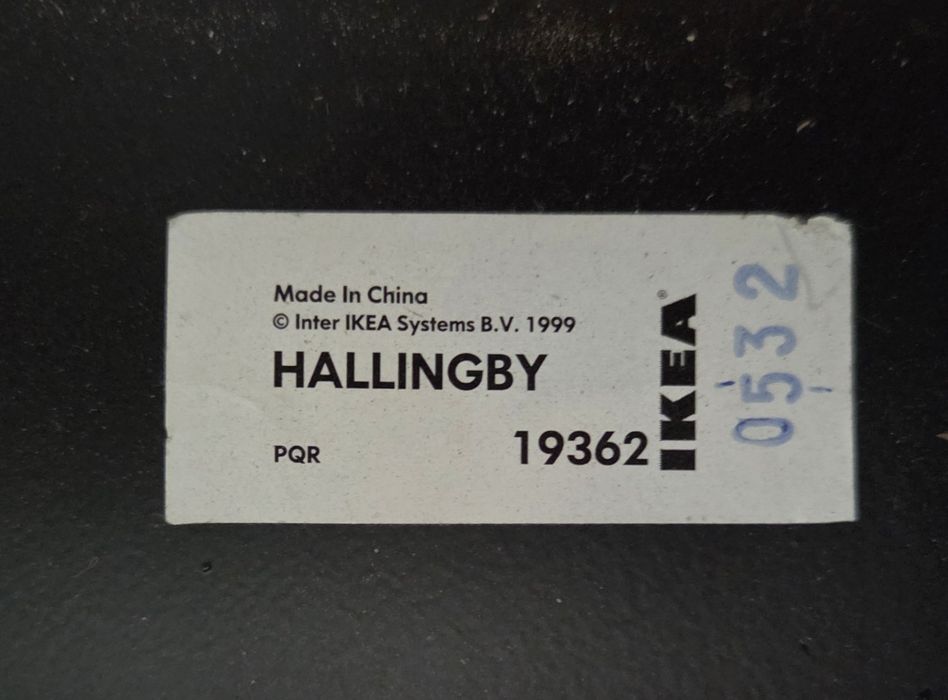 Made In China
© Inter IKEA Systems B.V. 1999
HALLINGBY
PQR
19362
IKEA®
0532